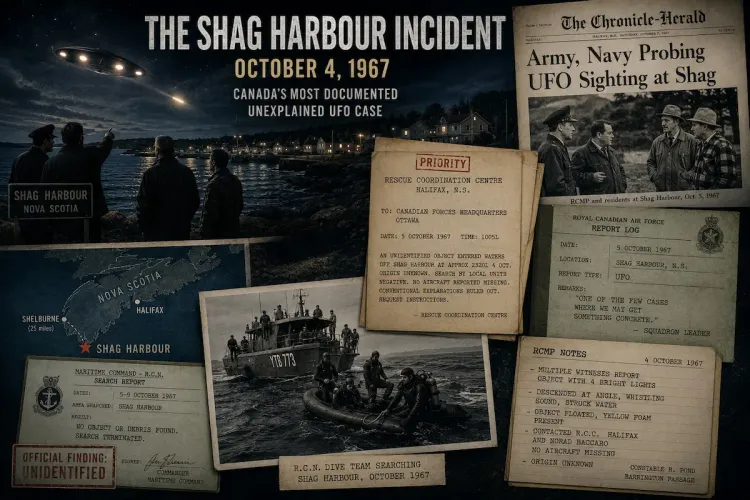 THE SHAG HARBOUR INCIDENT
OCTOBER 4, 1967
CANADA'S MOST DOCUMENTED
UNEXPLAINED UFO CASE
SHAG HARBOUR
NOVA SCOTIA
The Chronicle-Herald
Army, Navy Probing
UFO Sighting at Shag
RCMP and residents at Shag Harbour, Oct. 5, 1967
PRIORITY
RESCUE COORDINATION CENTRE
HALIFAX, N.S.
TO: CANADIAN FORCES HEADQUARTERS
OTTAWA
DATE: 5 OCTOBER 1967 TIME: 1005L
AN UNIDENTIFIED OBJECT ENTERED WATERS
OFF SHAG HARBOUR AT APPROX 2320L 4 OCT.
ORIGIN UNKNOWN. SEARCH BY LOCAL UNITS
NEGATIVE. NO AIRCRAFT REPORTED MISSING.
CONVENTIONAL EXPLANATIONS RULED OUT.
REQUEST INSTRUCTIONS.
- RESCUE COORDINATION CENTRE
ROYAL CANADIAN AIR FORCE
REPORT LOG
DATE: 5 OCTOBER 1967
LOCATION: SHAG HARBOUR, N.S.
REPORT TYPE: UFO
REMARKS:
"ONE OF THE FEW CASES
WHERE WE MAY GET
SOMETHING CONCRETE."
- SQUADRON LEADER
NOVA SCOTIA
HALIFAX
SHELBURNE
(25 miles)
SHAG HARBOUR
MARITIME COMMAND - R.C.N.
SEARCH REPORT
DATES: 5-9 OCTOBER 1967
AREA SEARCHED: SHAG HARBOUR
RESULT:
NO OBJECT OR DEBRIS FOUND.
SEARCH TERMINATED.
SIGNED:
COMMANDER
MARITIME COMMAND
OFFICIAL FINDING:
UNIDENTIFIED
YTB 773
R.C.N. DIVE TEAM SEARCHING
SHAG HARBOUR, OCTOBER 1967
RCMP NOTES
4 OCTOBER 1967
- MULTIPLE WITNESSES REPORT
OBJECT WITH 4 BRIGHT LIGHTS
- DESCENDED AT ANGLE, WHISTLING
SOUND, STRUCK WATER
- OBJECT FLOATED, YELLOW FOAM
PRESENT
- CONTACTED R.C.C. HALIFAX
AND NORAD BACCARO
- NO AIRCRAFT MISSING
- ORIGIN UNKNOWN
CONSTABLE R. POND
BARRINGTON PASSAGE